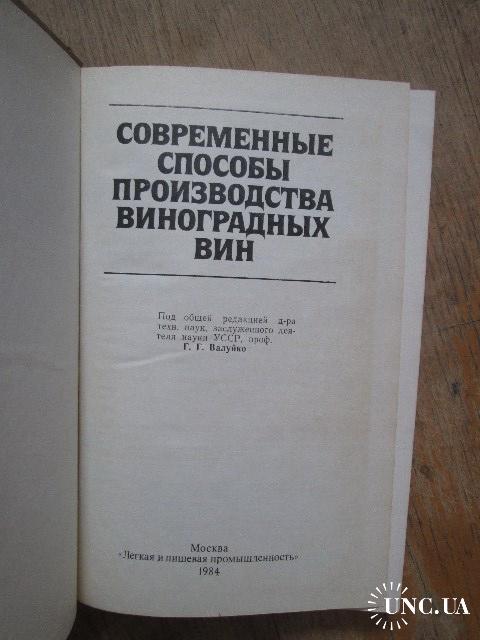 СОВРЕМЕННЫЕ
СПОСОБЫ
ПРОИЗВОДСТВА
ВИНОГРАДНЫХ
ВИН
Под общей редакцией д-ра
техн. наук, заслуженного дея-
теля науки УССР, проф.
Г. Г. Валуйко
Москва
«Легкая и пищевая промышленность»
1984
UNC.UA